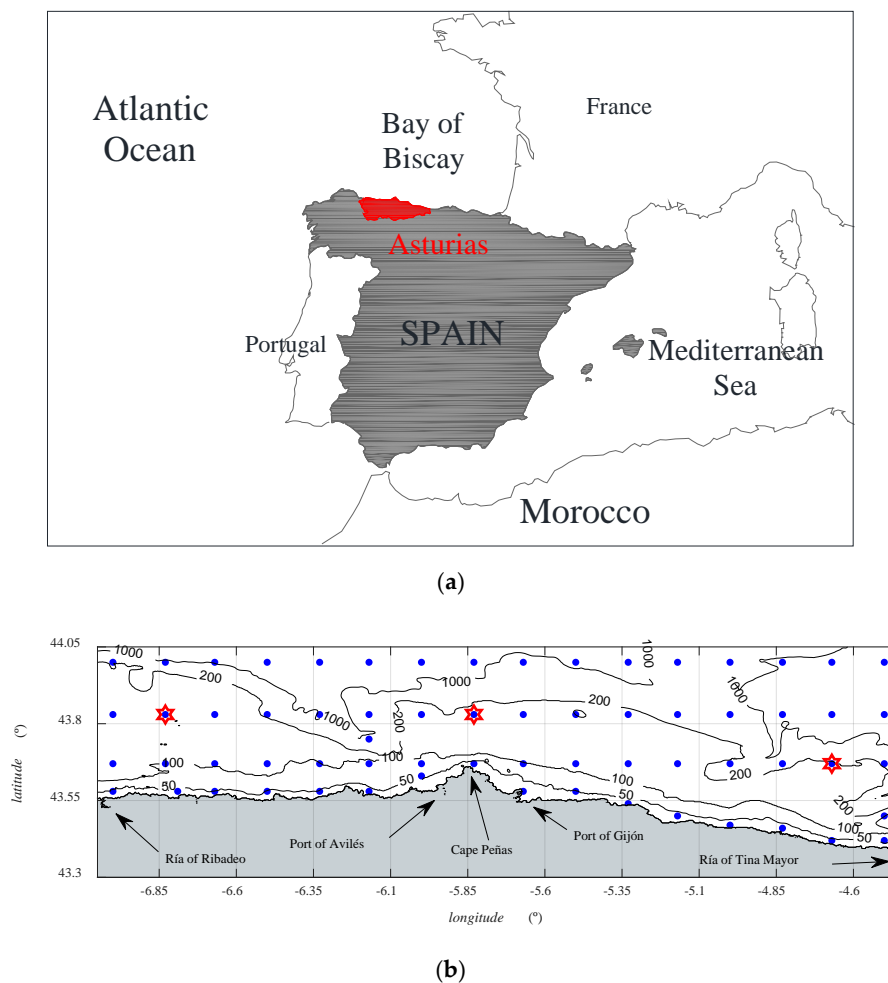 Atlantic
Ocean
Bay of
Biscay
France
Asturias
SPAIN
Portugal
Mediterranean
Sea
Morocco
(a)
44.05
43.8
43.55
43.3
latitude (º)
1000
200
1000
1000
200
200
1000
200
100
50
100
50
100
50
200
200
100
50
Ría of Ribadeo
Port of Avilés
Cape Peñas
Port of Gijón
Ría of Tina Mayor
-6.85
-6.6
-6.35
-6.1
-5.85
-5.6
-5.35
-5.1
-4.85
-4.6
longitude (º)
(b)